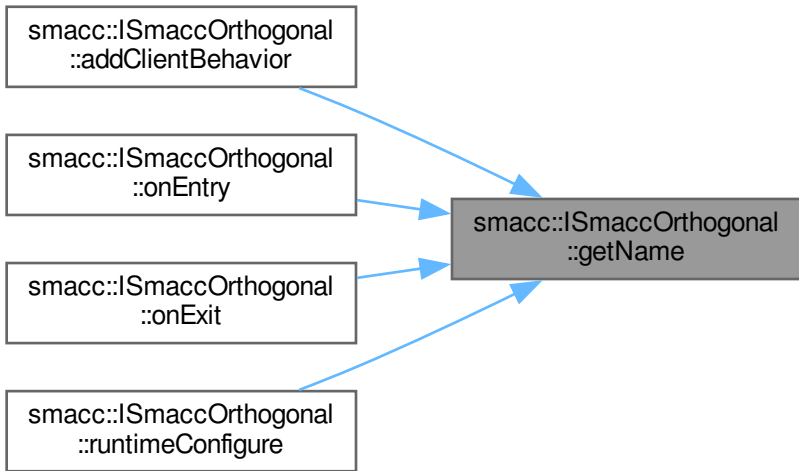 smacc::ISmaccOrthogonal
::addClientBehavior
smacc::ISmaccOrthogonal
::onEntry
smacc::ISmaccOrthogonal
::getName
smacc::ISmaccOrthogonal
::onExit
smacc::ISmaccOrthogonal
::runtimeConfigure